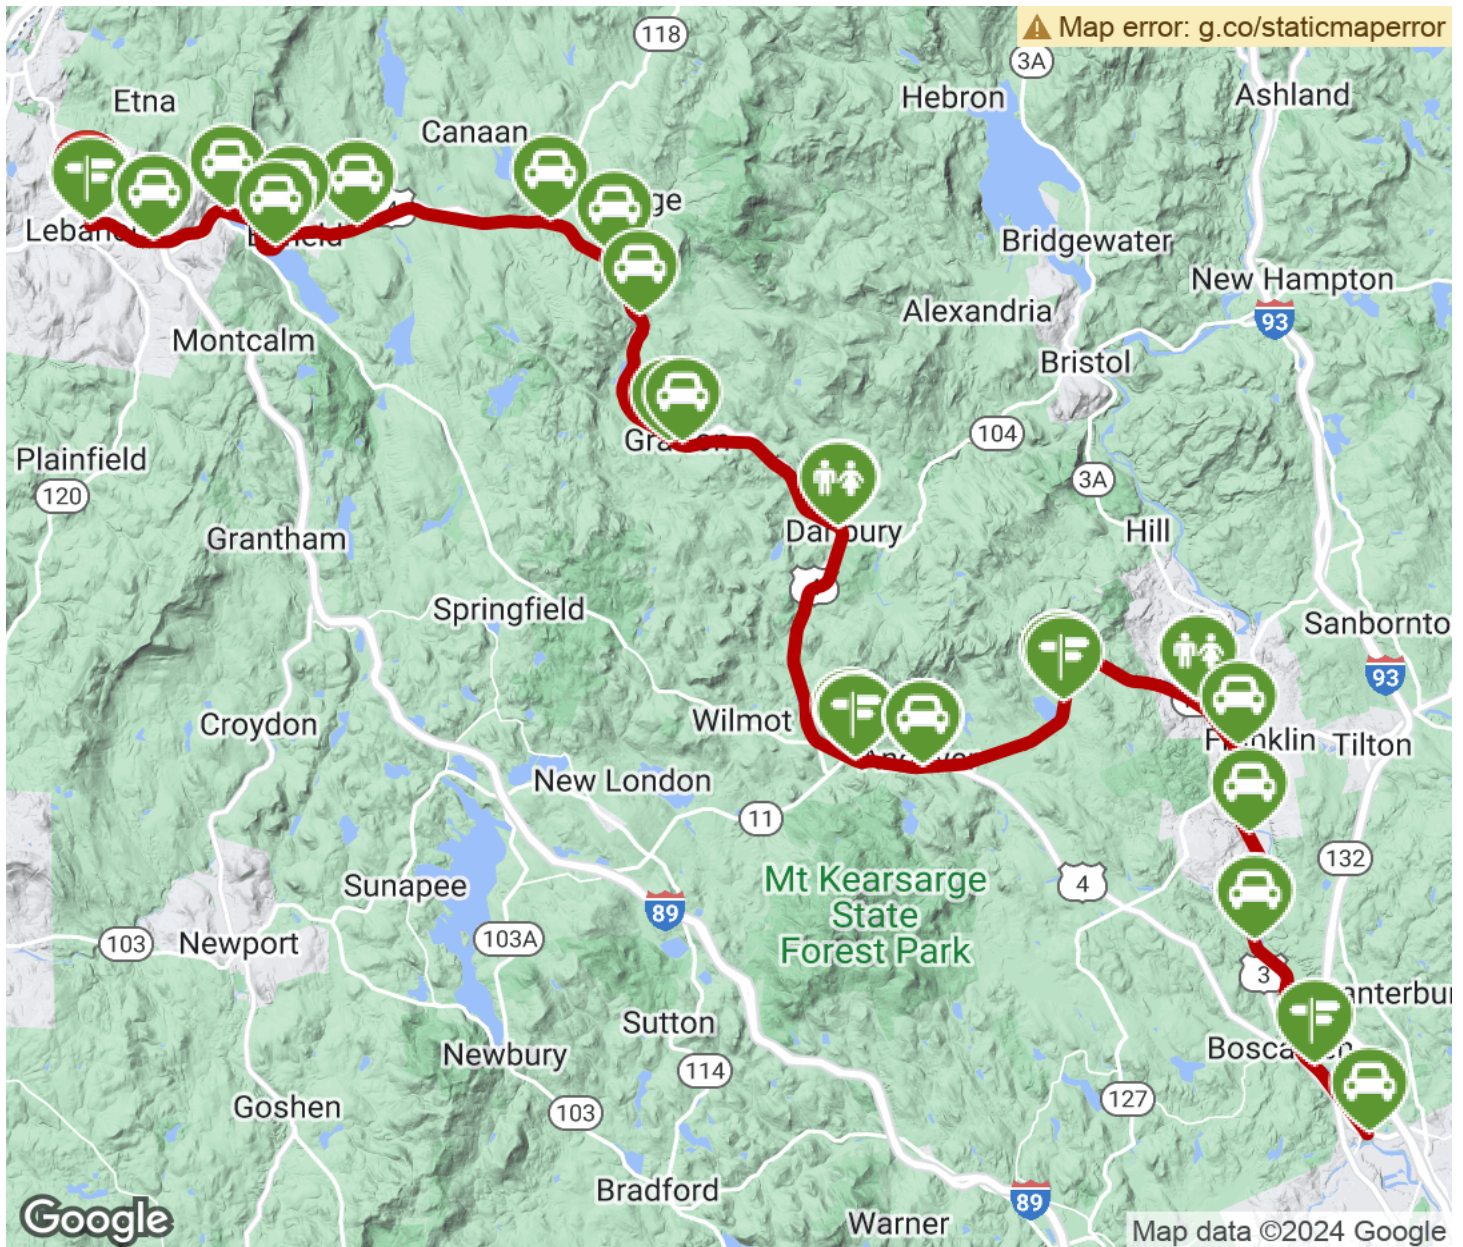 Map error: g.co/staticmaperror
118
3A
Etna
Hebron
Ashland
Canaan
Bridgewater
New Hampton
Alexandria
93
Montcalm
Bristol
104
Plainfield
120
3A
Hill
Grantham
Springfield
Sanbornto
93
Wilmot
Croydon
Tilton
New London
11
132
Mt Kearsarge
State
Forest Park
4
Sunapee
89
103
Newport
103A
3
Sutton
Newbury
114
127
Goshen
103
Bradford
89
Warner
Google
Map data ©2024 Google